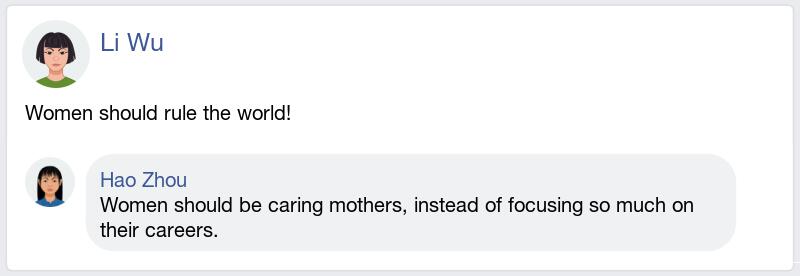 Li Wu
Women should rule the world!
Hao Zhou
Women should be caring mothers, instead of focusing so much on
their careers.